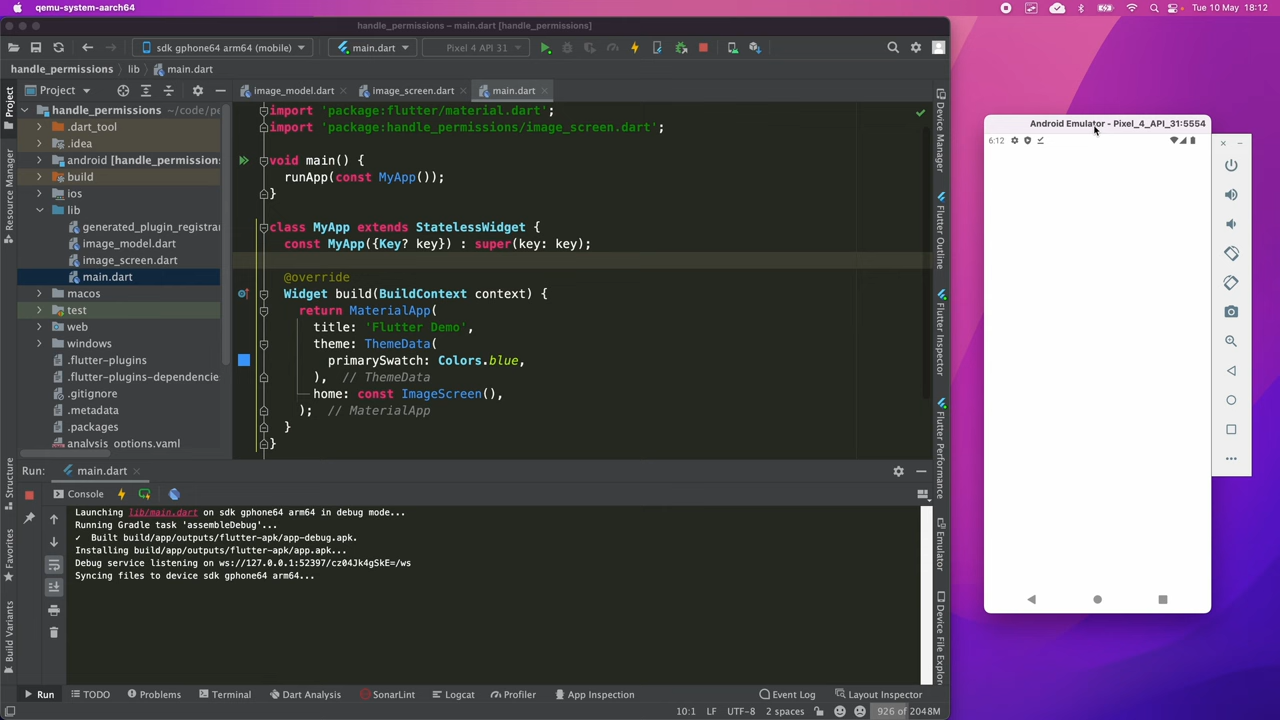 qemu-system-aarch64
Tue 10 May 18:12
handle_permissions – main.dart [handle_permissions]
sdk gphone64 arm64 (mobile)
main.dart
Pixel 4 API 31
handle_permissions
lib
main.dart
Project
image_model.dart
image_screen.dart
main.dart
handle_permissions ~/code/pe
.dart_tool
.idea
android [handle_permissions
build
ios
lib
generated_plugin_registra
image_model.dart
image_screen.dart
main.dart
macos
test
web
windows
.flutter-plugins
.flutter-plugins-dependencie
.gitignore
.metadata
.packages
analysis_options.yaml
import 'package:flutter/material.dart';
import 'package:handle_permissions/image_screen.dart';
void main() {
runApp(const MyApp());
}
class MyApp extends StatelessWidget {
const MyApp({Key? key}) : super(key: key);
@override
Widget build(BuildContext context) {
return MaterialApp(
title: 'Flutter Demo',
theme: ThemeData(
primarySwatch: Colors.blue,
), // ThemeData
home: const ImageScreen(),
); // MaterialApp
}
}
Project
Resource Manager
Structure
Favorites
Build Variants
Device Manager
Flutter Outline
Flutter Inspector
Flutter Performance
Emulator
Device File Explor
Run:
main.dart
Console
Launching lib/main.dart on sdk gphone64 arm64 in debug mode...
Running Gradle task 'assembleDebug'...
✓ Built build/app/outputs/flutter-apk/app-debug.apk.
Installing build/app/outputs/flutter-apk/app.apk...
Debug service listening on ws://127.0.0.1:52397/cz04Jk4gSkE=/ws
Syncing files to device sdk gphone64 arm64...
Run
TODO
Problems
Terminal
Dart Analysis
SonarLint
Logcat
Profiler
App Inspection
Event Log
Layout Inspector
10:1 LF UTF-8 2 spaces
926 of 2048M
Android Emulator - Pixel_4_API_31:5554
6:12